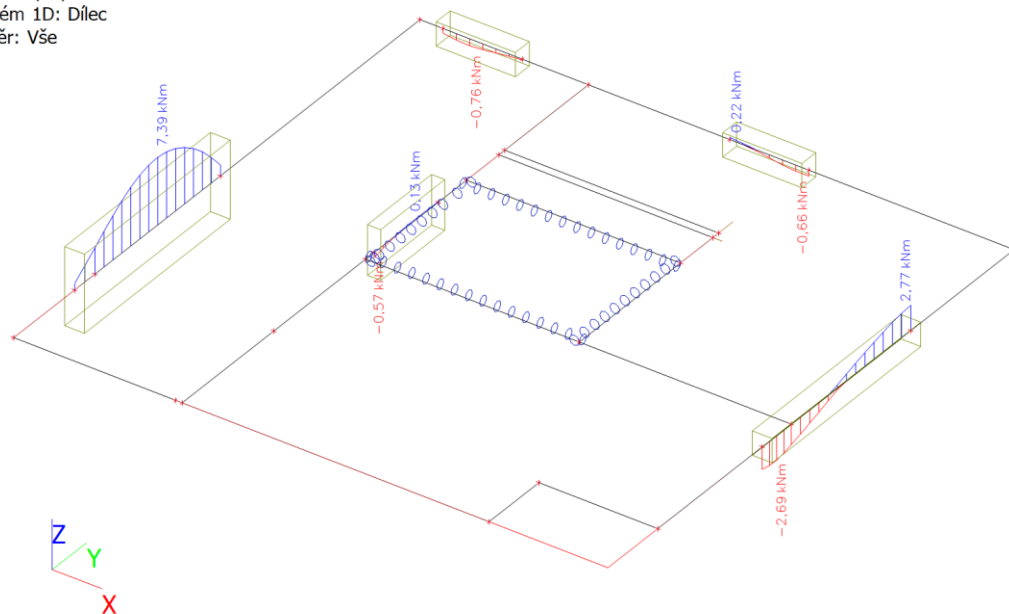 ém 1D: Dílec
ěr: Vše
-0,76 kNm
7,39 kNm
0,22 kNm
-0,66 kNm
0,13 kNm
-0,57 kNm
2,77 kNm
-2,69 kNm
Z
Y
X